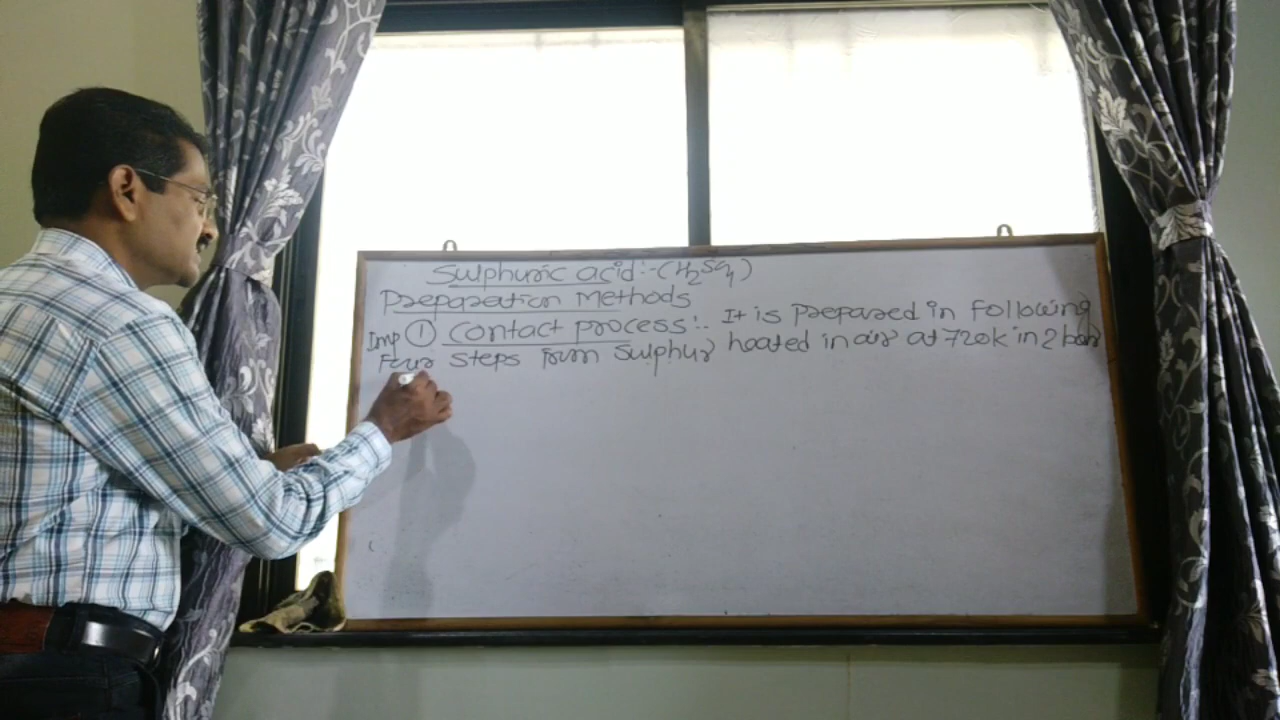 Sulphuric acid:-(H2SO4)
Preparation Methods
Imp ① Contact process:- It is prepared in following
Four steps from Sulphur heated in air at 720k in 2 bar